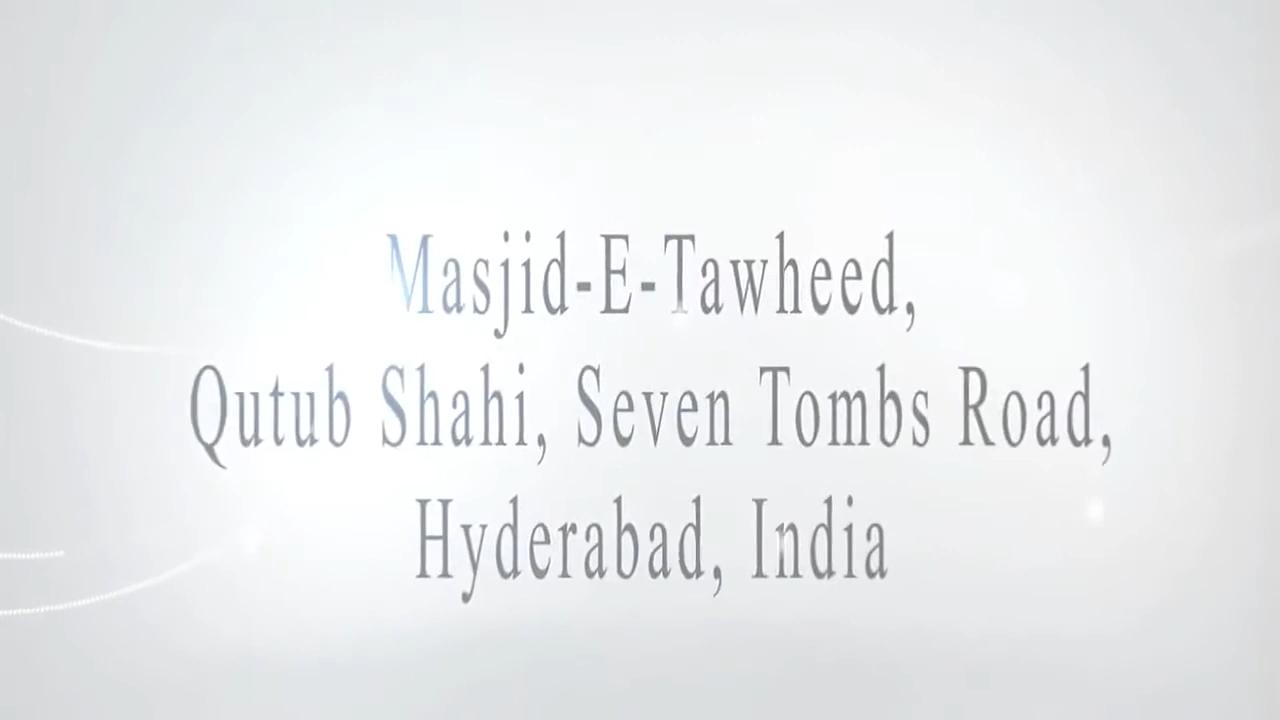 Masjid-E-Tawheed,
Qutub Shahi, Seven Tombs Road,
Hyderabad, India